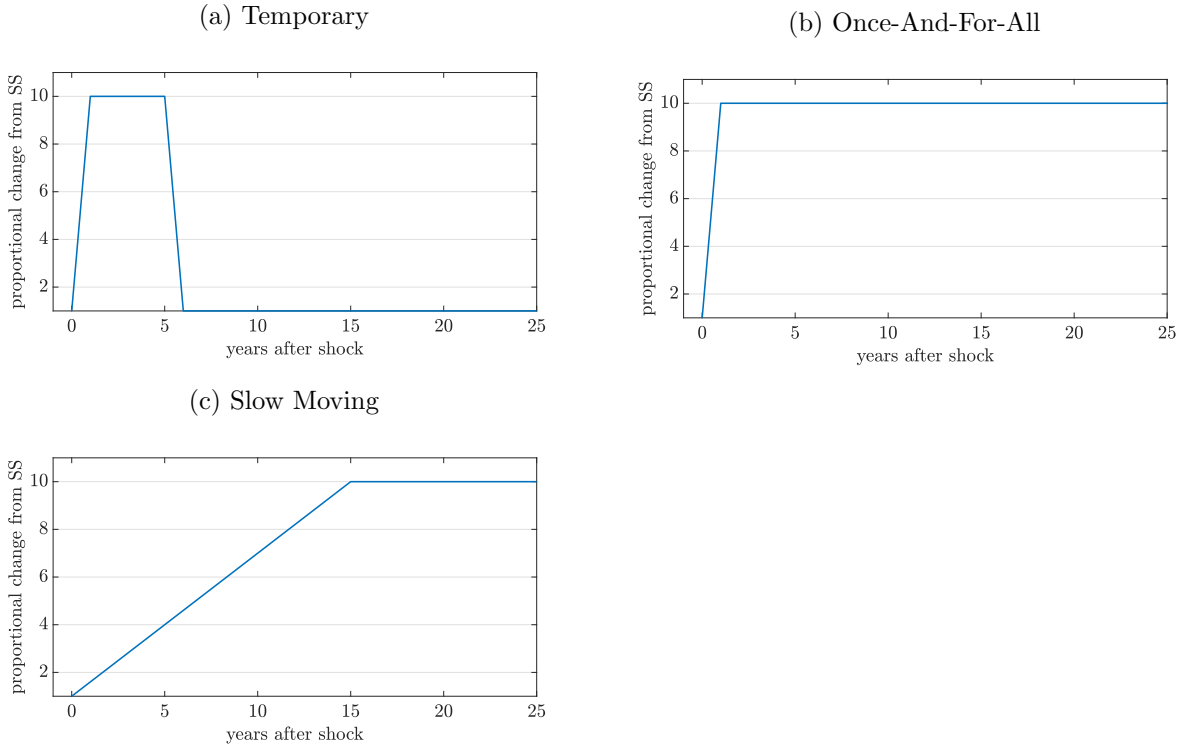 (a) Temporary
proportional change from SS
10
8
6
4
2
0 5 10 15 20 25
years after shock
(b) Once-And-For-All
proportional change from SS
10
8
6
4
2
0 5 10 15 20 25
years after shock
(c) Slow Moving
proportional change from SS
10
8
6
4
2
0 5 10 15 20 25
years after shock